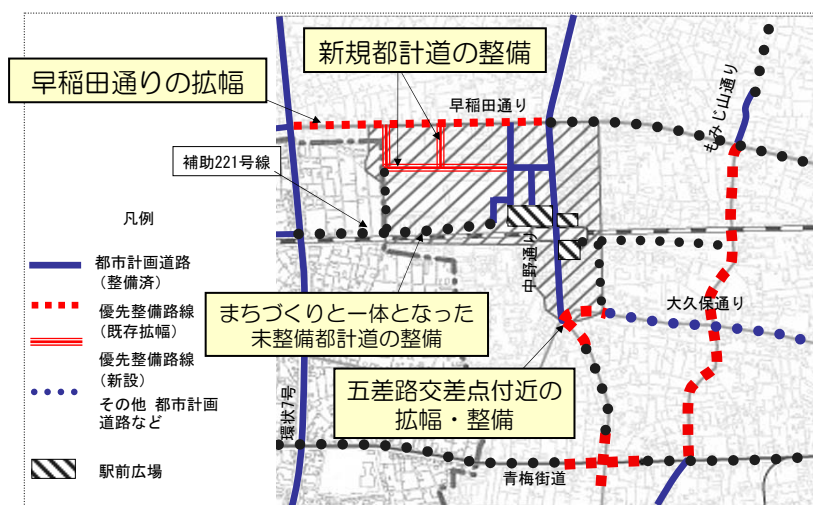 新規都計道の整備
早稲田通りの拡幅
早稲田通り
もみじ山通り
補助221号線
凡例
都市計画道路
(整備済)
優先整備路線
(既存拡幅)
優先整備路線
(新設)
その他 都市計画
道路など
駅前広場
環状7号
中野通り
まちづくりと一体となった
未整備都計道の整備
大久保通り
五差路交差点付近の
拡幅・整備
青梅街道